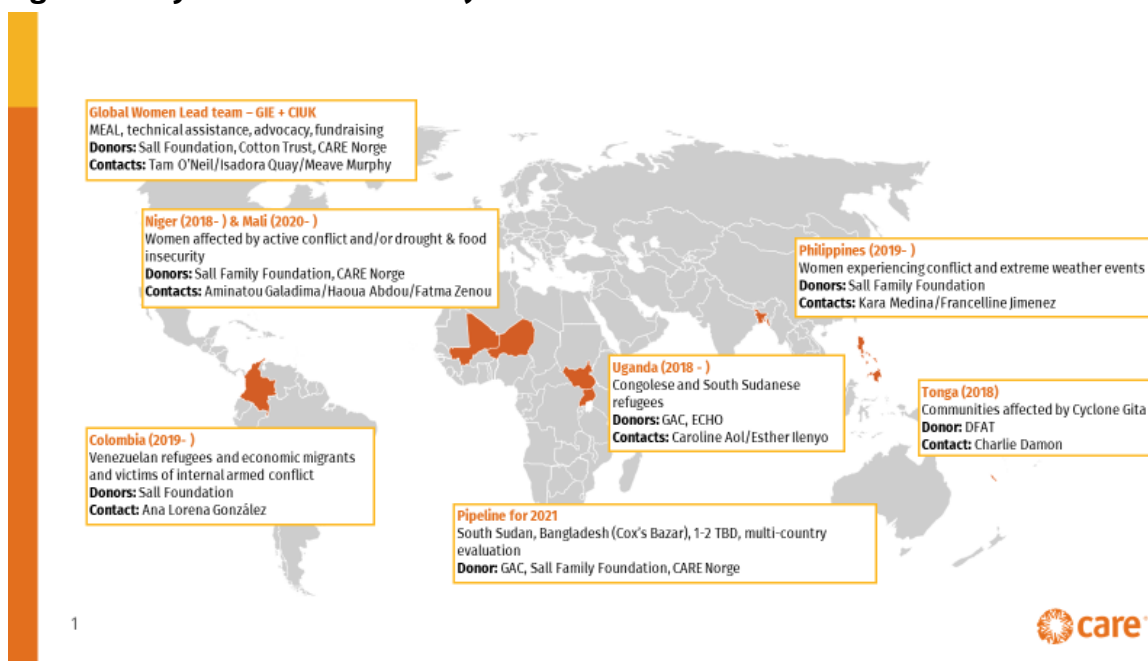 Global Women Lead team – GIE + CIUK
MEAL, technical assistance, advocacy, fundraising
Donors: Sall Foundation, Cotton Trust, CARE Norge
Contacts: Tam O'Neil/Isadora Quay/Meave Murphy
Niger (2018- ) & Mali (2020- )
Women affected by active conflict and/or drought & food
insecurity
Donors: Sall Family Foundation, CARE Norge
Contacts: Aminatou Galadima/Haoua Abdou/Fatma Zenou
Philippines (2019- )
Women experiencing conflict and extreme weather events
Donors: Sall Family Foundation
Contacts: Kara Medina/Francelline Jimenez
Uganda (2018 - )
Congolese and South Sudanese
refugees
Donors: GAC, ECHO
Contacts: Caroline Aol/Esther Ilenyo
Tonga (2018)
Communities affected by Cyclone Gita
Donor: DFAT
Contact: Charlie Damon
Colombia (2019- )
Venezuelan refugees and economic migrants
and victims of internal armed conflict
Donors: Sall Foundation
Contact: Ana Lorena González
Pipeline for 2021
South Sudan, Bangladesh (Cox's Bazar), 1-2 TBD, multi-country
evaluation
Donor: GAC, Sall Family Foundation, CARE Norge
1
care